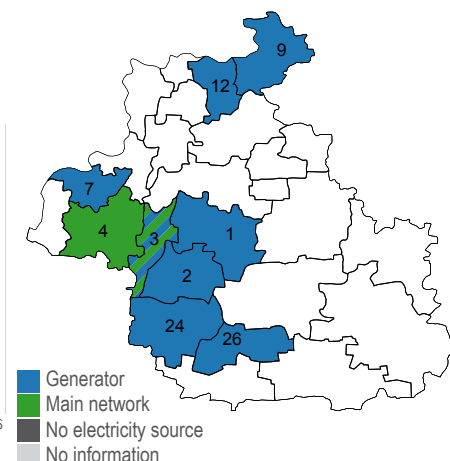 9
12
7
4
3
1
2
24
26
Generator
Main network
No electricity source
No information